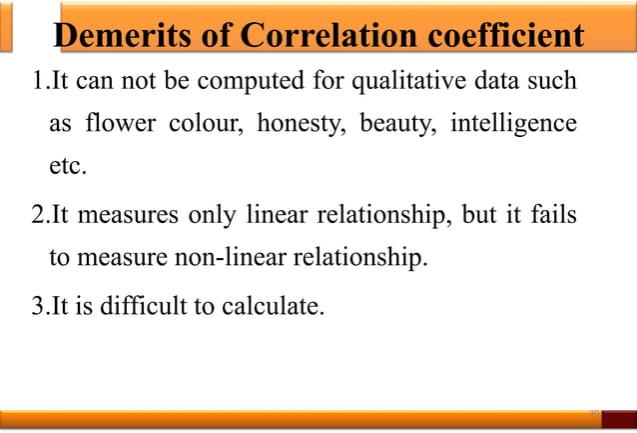 Demerits of Correlation coefficient
1.It can not be computed for qualitative data such
as flower colour, honesty, beauty, intelligence
etc.
2.It measures only linear relationship, but it fails
to measure non-linear relationship.
3.It is difficult to calculate.